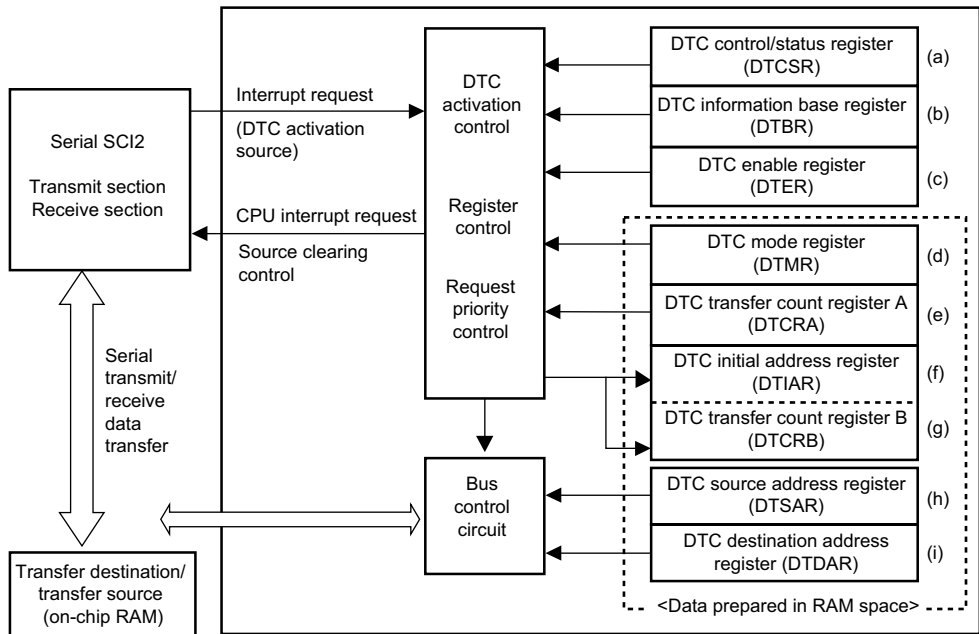 Serial SCI2
Transmit section
Receive section
Interrupt request
(DTC activation
source)
CPU interrupt request
Source clearing
control
Serial
transmit/
receive
data
transfer
Transfer destination/
transfer source
(on-chip RAM)
DTC
activation
control
Register
control
Request
priority
control
Bus
control
circuit
DTC control/status register
(DTCSR)
(a)
DTC information base register
(DTBR)
(b)
DTC enable register
(DTER)
(c)
DTC mode register
(DTMR)
(d)
DTC transfer count register A
(DTCRA)
(e)
DTC initial address register
(DTIAR)
(f)
DTC transfer count register B
(DTCRB)
(g)
DTC source address register
(DTSAR)
(h)
DTC destination address
register (DTDAR)
(i)
<Data prepared in RAM space>